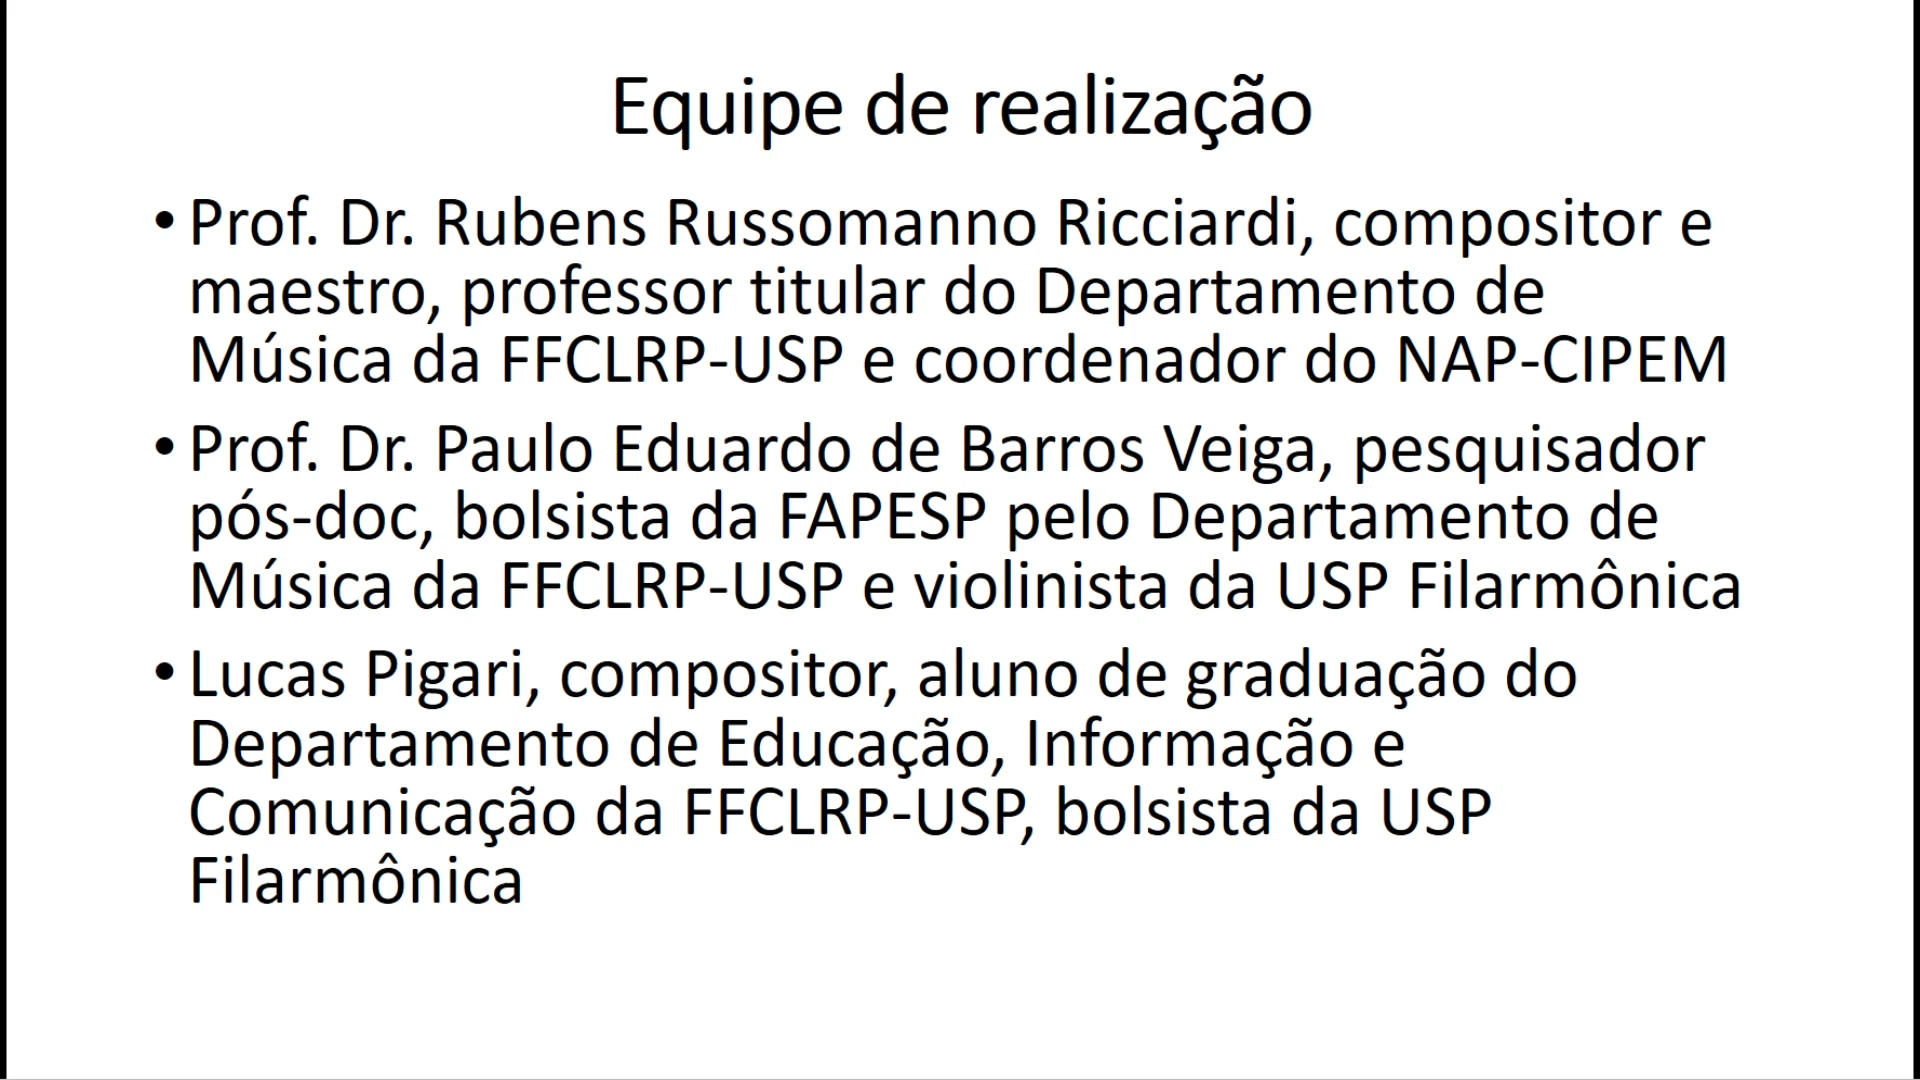 Equipe de realização
• Prof. Dr. Rubens Russomanno Ricciardi, compositor e
maestro, professor titular do Departamento de
Música da FFCLRP-USP e coordenador do NAP-CIPEM
• Prof. Dr. Paulo Eduardo de Barros Veiga, pesquisador
pós-doc, bolsista da FAPESP pelo Departamento de
Música da FFCLRP-USP e violinista da USP Filarmônica
• Lucas Pigari, compositor, aluno de graduação do
Departamento de Educação, Informação e
Comunicação da FFCLRP-USP, bolsista da USP
Filarmônica